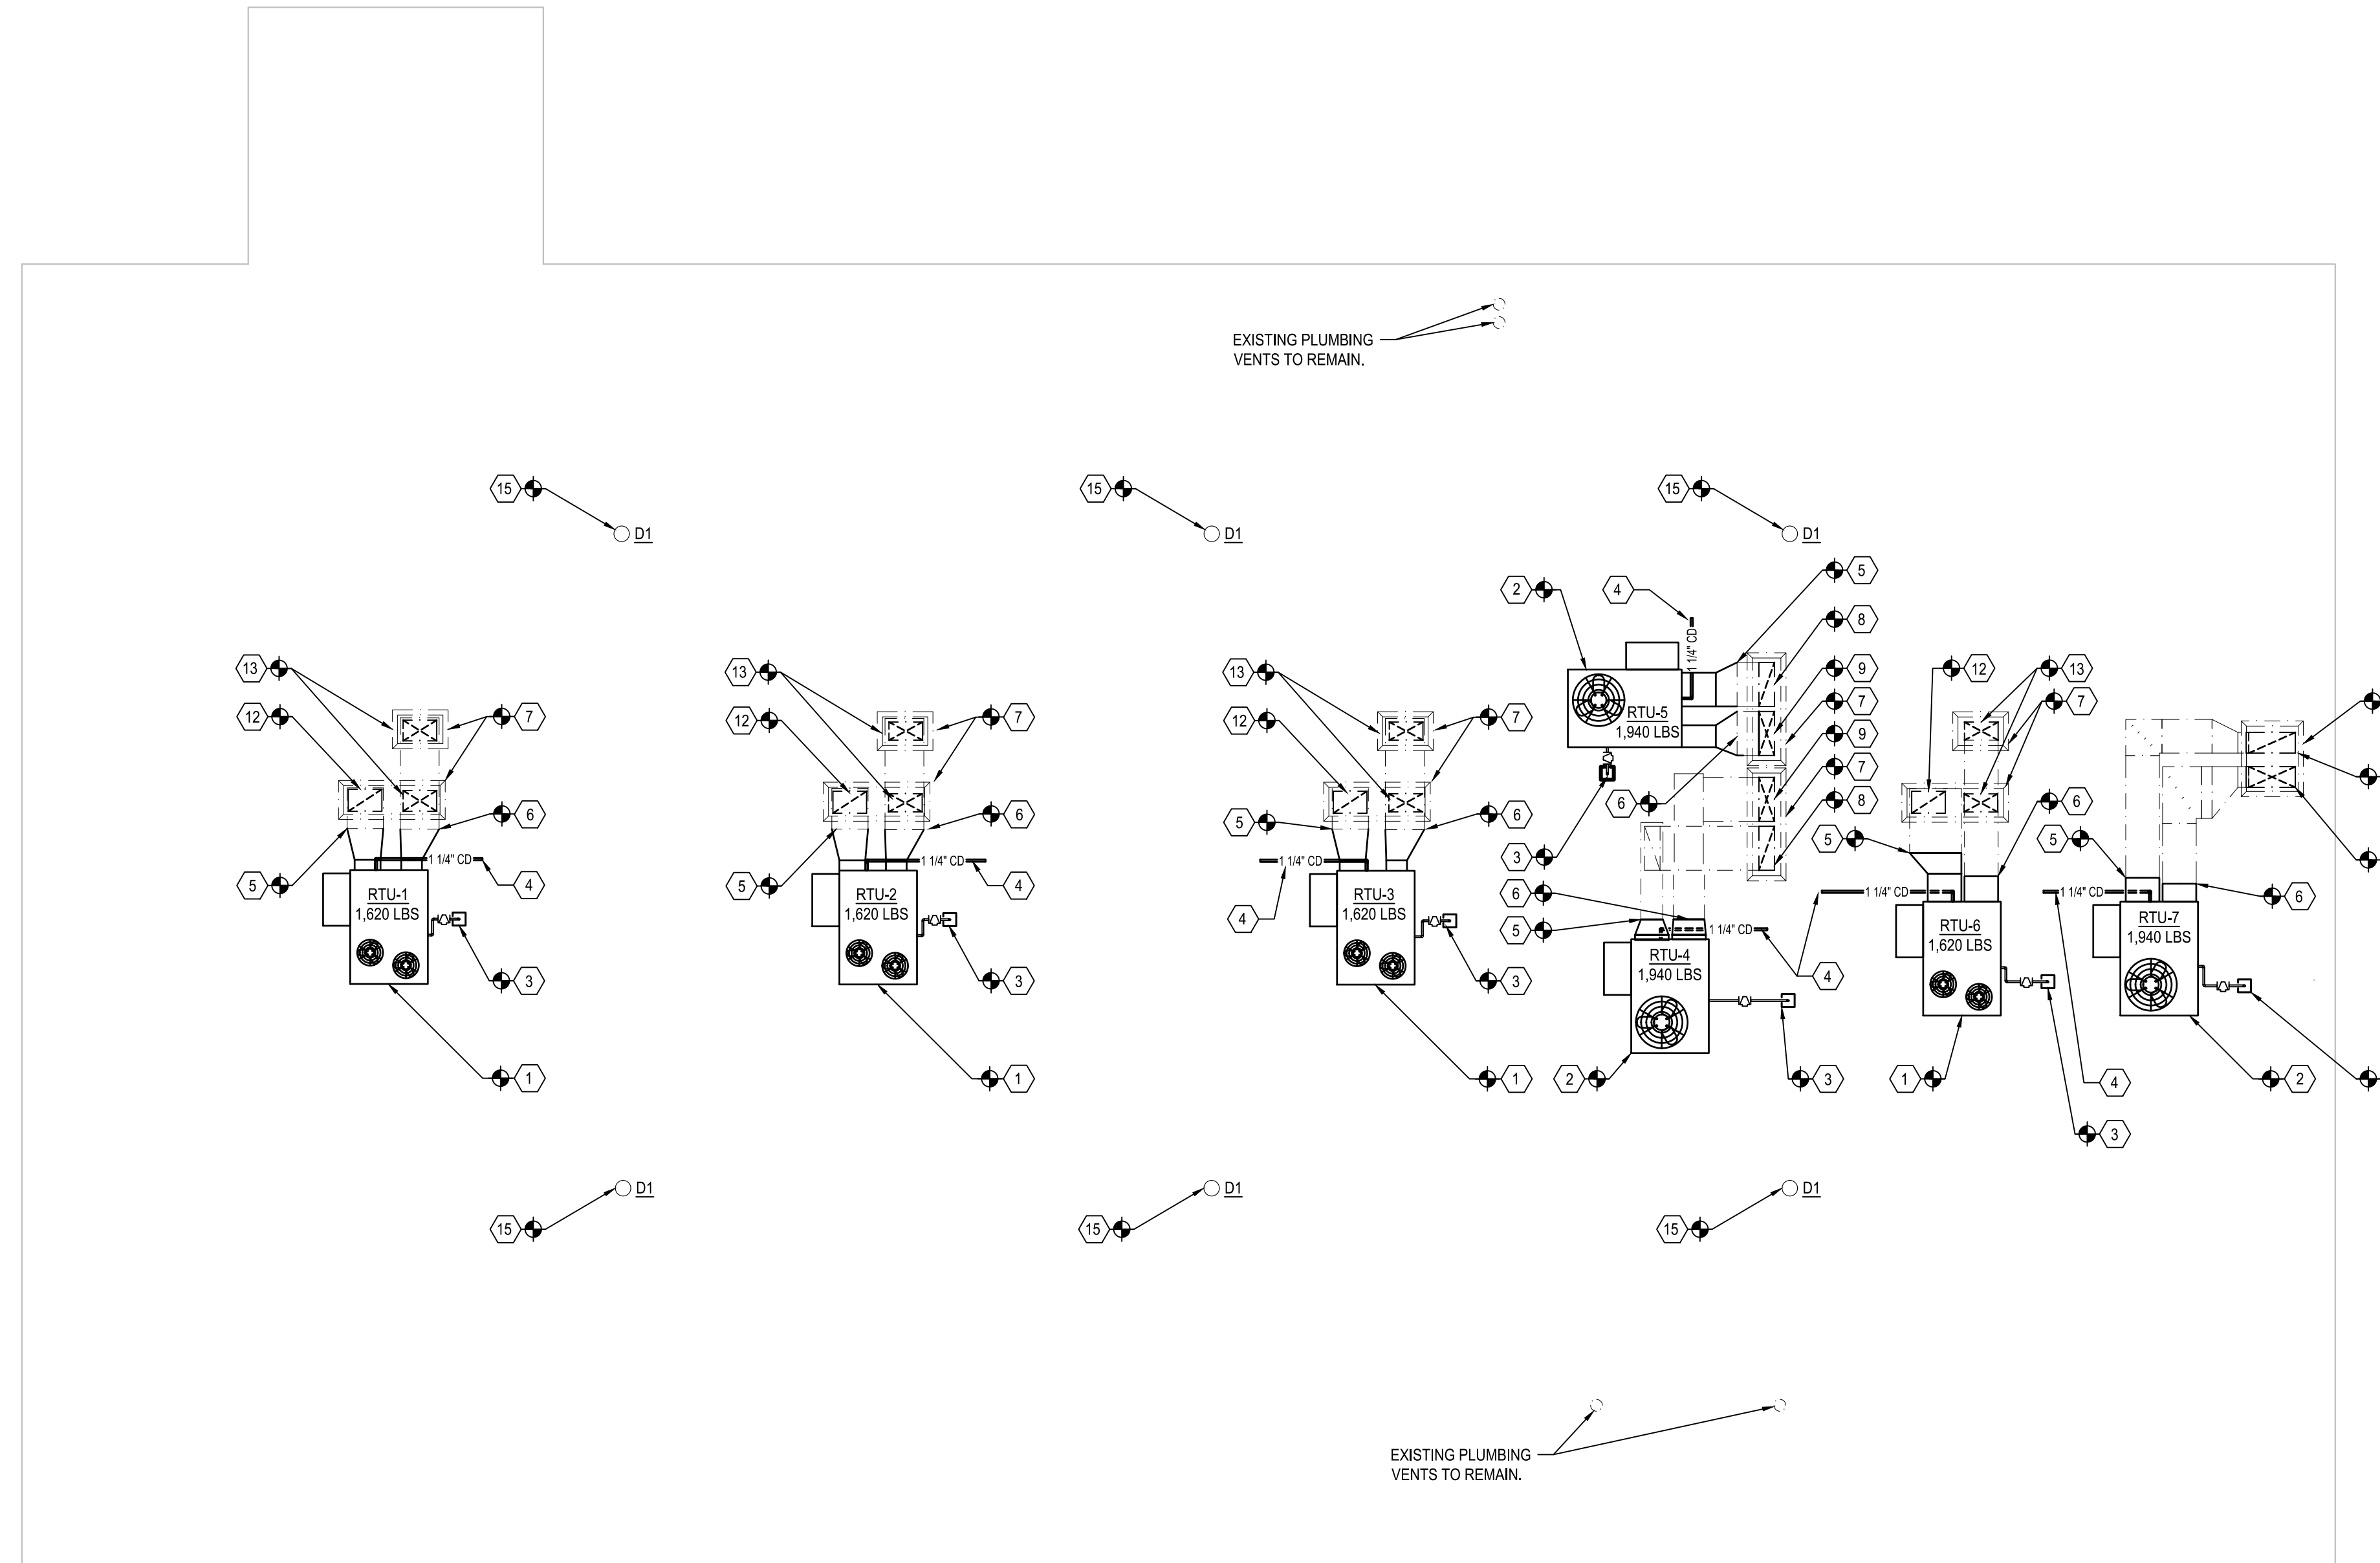 EXISTING PLUMBING
VENTS TO REMAIN.
15
D1
15
D1
15
D1
13
12
7
6
5
1 1/4" CD
4
RTU-1
1,620 LBS
3
1
13
12
7
6
5
1 1/4" CD
4
RTU-2
1,620 LBS
3
1
13
12
7
5
6
1 1/4" CD
4
RTU-3
1,620 LBS
3
1
2
4
5
8
1 1/4" CD
9
7
RTU-5
1,940 LBS
9
7
6
8
3
6
5
1 1/4" CD
RTU-4
1,940 LBS
4
2
3
12
13
7
6
5
1 1/4" CD
RTU-6
1,620 LBS
1
3
5
1 1/4" CD
6
RTU-7
1,940 LBS
4
2
15
D1
15
D1
15
D1
EXISTING PLUMBING
VENTS TO REMAIN.